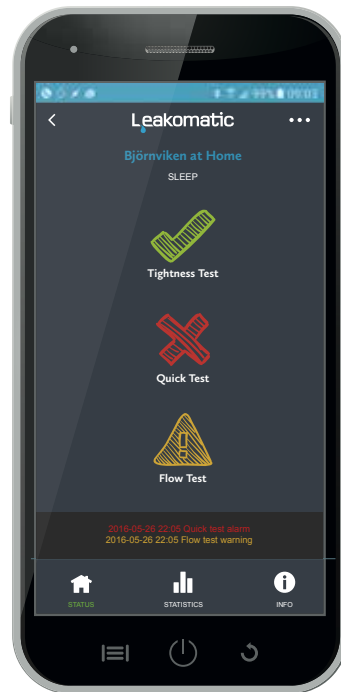 99% 09:03
Leakomatic
Björnviken at Home
SLEEP
Tightness Test
Quick Test
Flow Test
2016-05-26 22:05 Quick test alarm
2016-05-26 22:05 Flow test warning
STATUS STATISTICS INFO